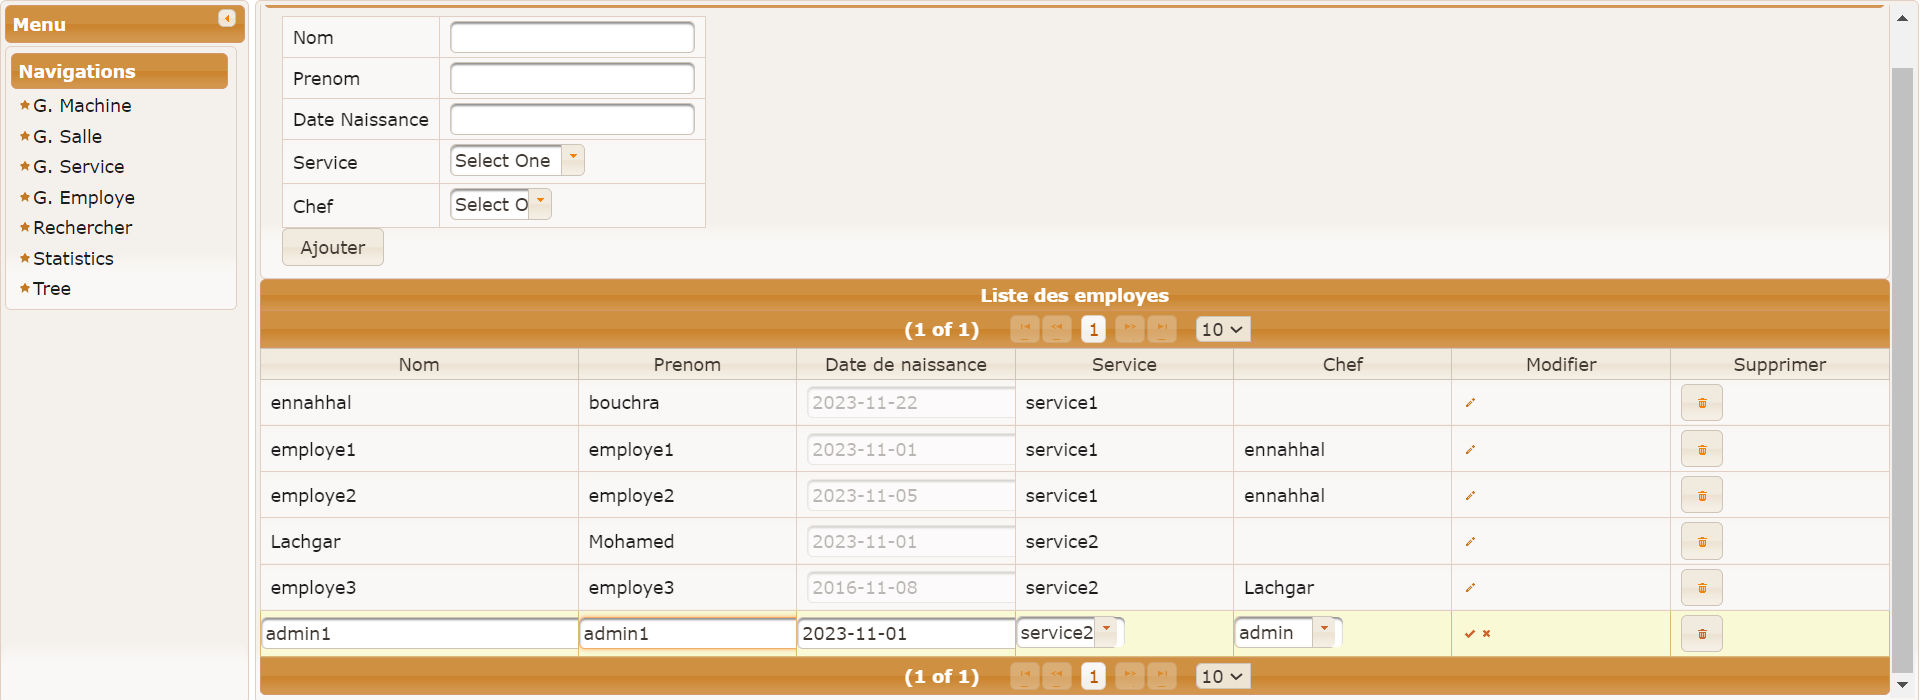 Menu
Navigations
G. Machine
G. Salle
G. Service
G. Employe
Rechercher
Statistics
Tree
Nom
Prenom
Date Naissance
Service Select One
Chef Select O
Ajouter
Liste des employes
(1 of 1) 1 10
Nom Prenom Date de naissance Service Chef Modifier Supprimer
ennahhal bouchra 2023-11-22 service1
employe1 employe1 2023-11-01 service1 ennahhal
employe2 employe2 2023-11-05 service1 ennahhal
Lachgar Mohamed 2023-11-01 service2
employe3 employe3 2016-11-08 service2 Lachgar
admin1 admin1 2023-11-01 service2 admin
(1 of 1) 1 10